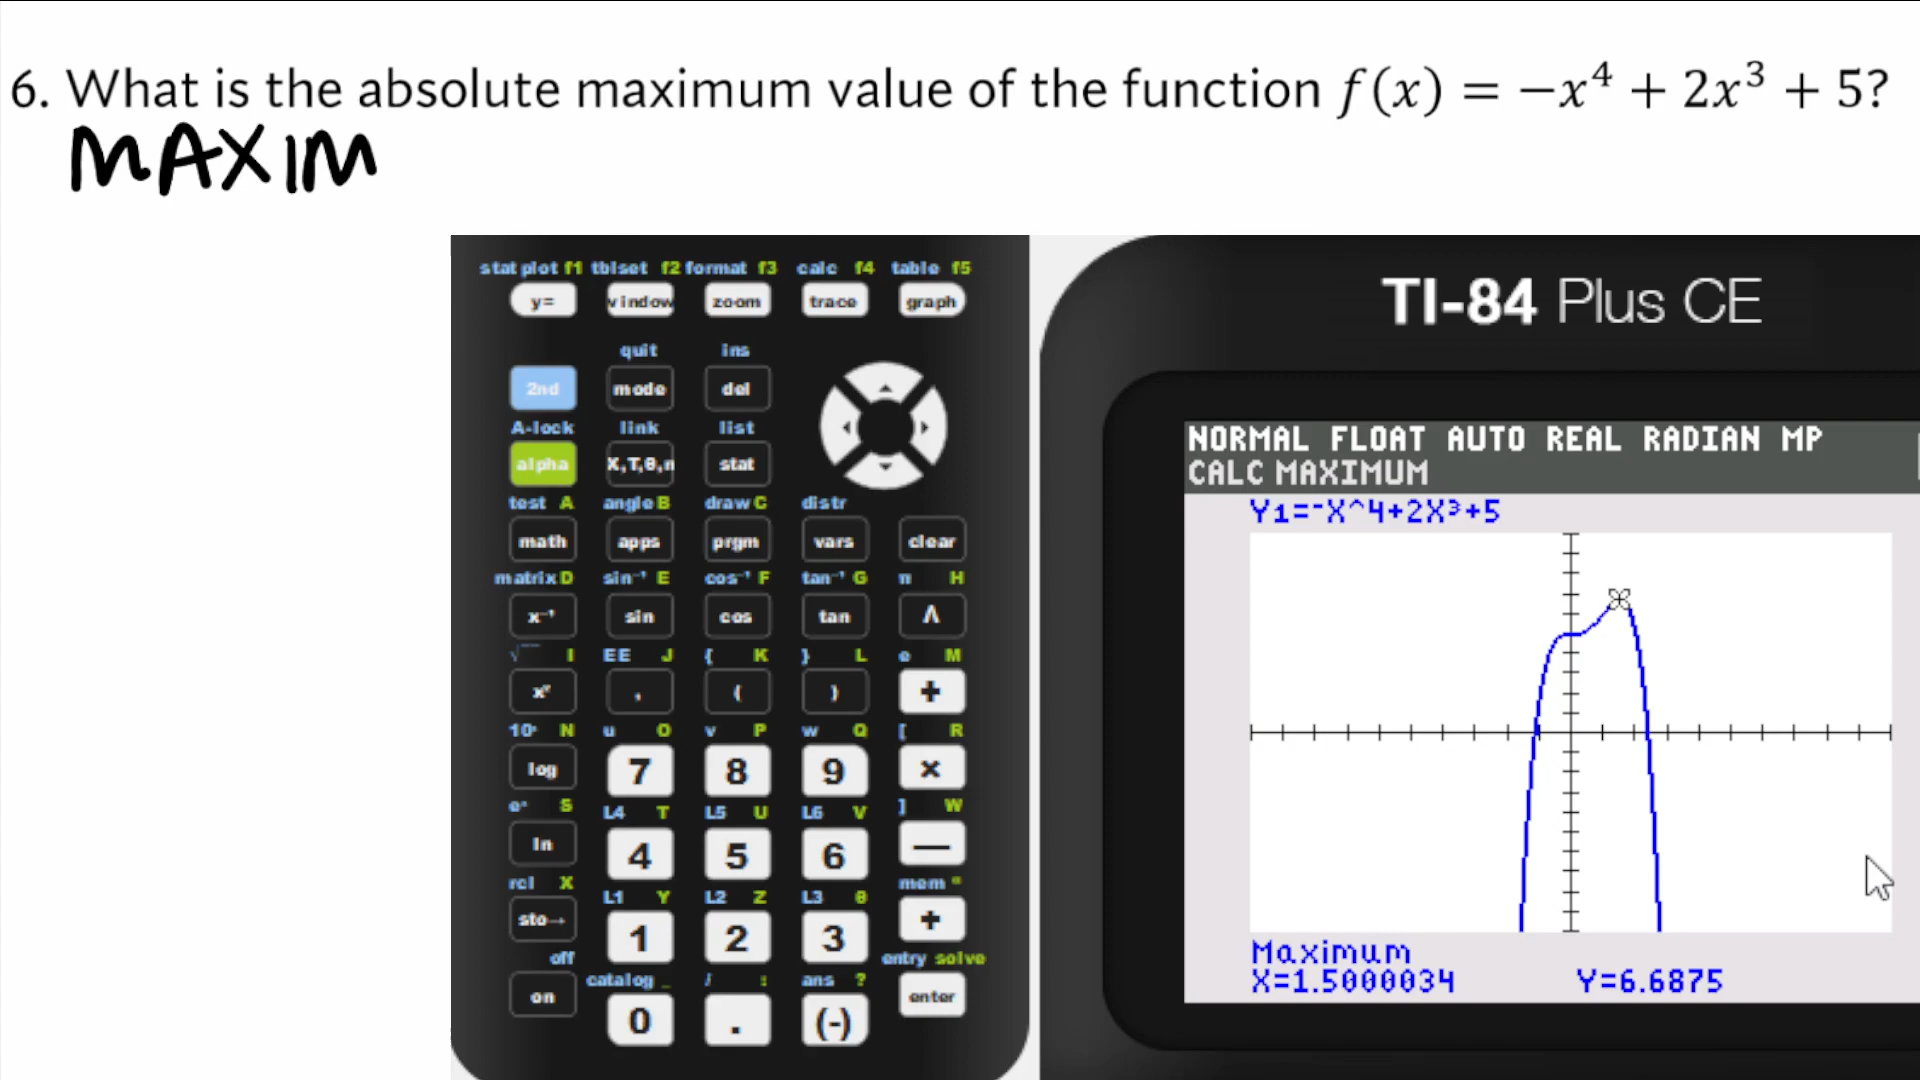 6. What is the absolute maximum value of the function f(x) = −x⁴ + 2x³ + 5?
MAXIM
stat plot f1 tblset f2 format f3 calc f4 table f5
y= window zoom trace graph
quit ins
2nd mode del
A-lock link list
alpha X,T,θ,n stat
test A angle B draw C distr
math apps prgm vars clear
matrix D sin⁻¹ E cos⁻¹ F tan⁻¹ G π H
x⁻¹ sin cos tan ^
√ I EE J { K } L e M
, ( ) ÷
10ˣ N u O v P w Q [ R
log 7 8 9 ×
eˣ S L4 T L5 U L6 V ] W
ln 4 5 6 —
rcl X L1 Y L2 Z L3 θ mem "
sto→ 1 2 3 +
off catalog _ / : ans ? entry solve
on 0 . (-) enter
TI-84 Plus CE
NORMAL FLOAT AUTO REAL RADIAN MP
CALC MAXIMUM
Y1=-X^4+2X³+5
Maximum
X=1.5000034 Y=6.6875